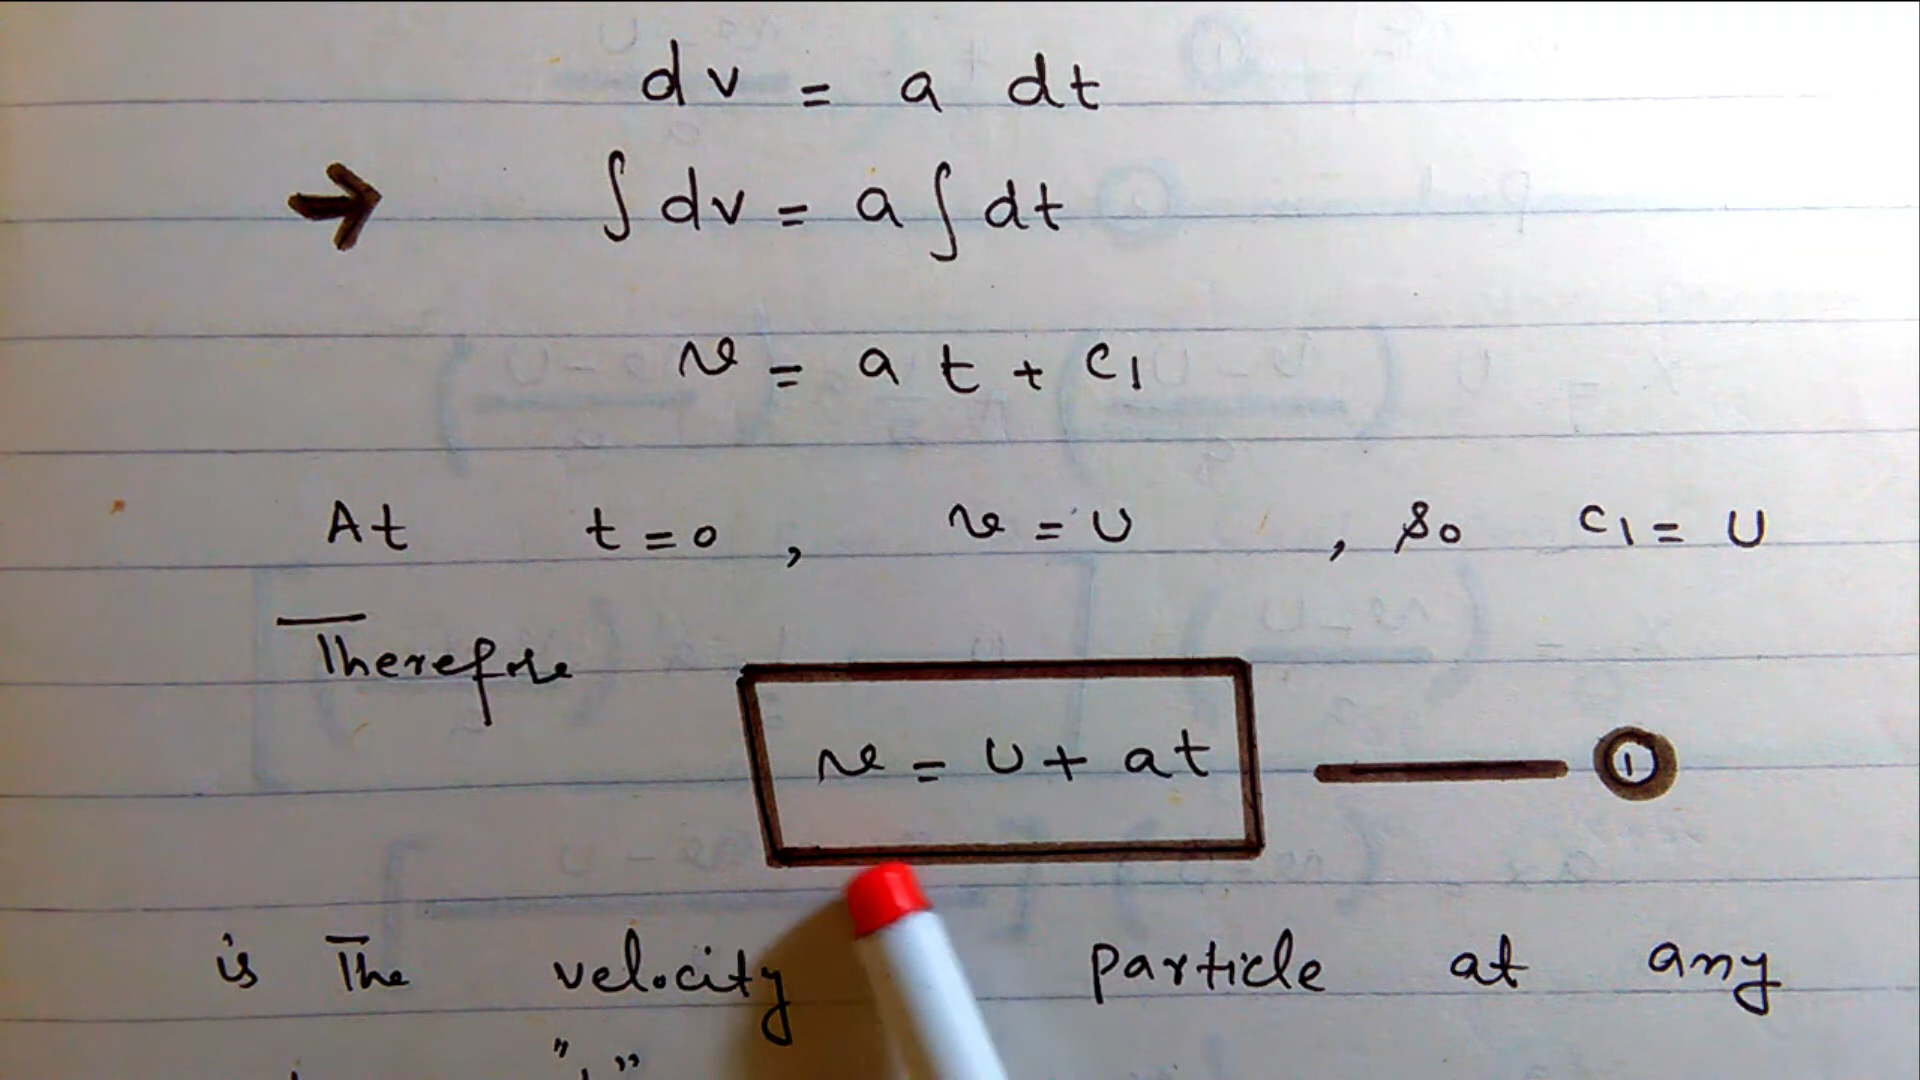 dv = a dt
→ ∫ dv = a ∫ dt
v = a t + c₁
At t = 0 , v = U , So c₁ = U
Therefore
v = U + at —— ①
is The velocity particle at any